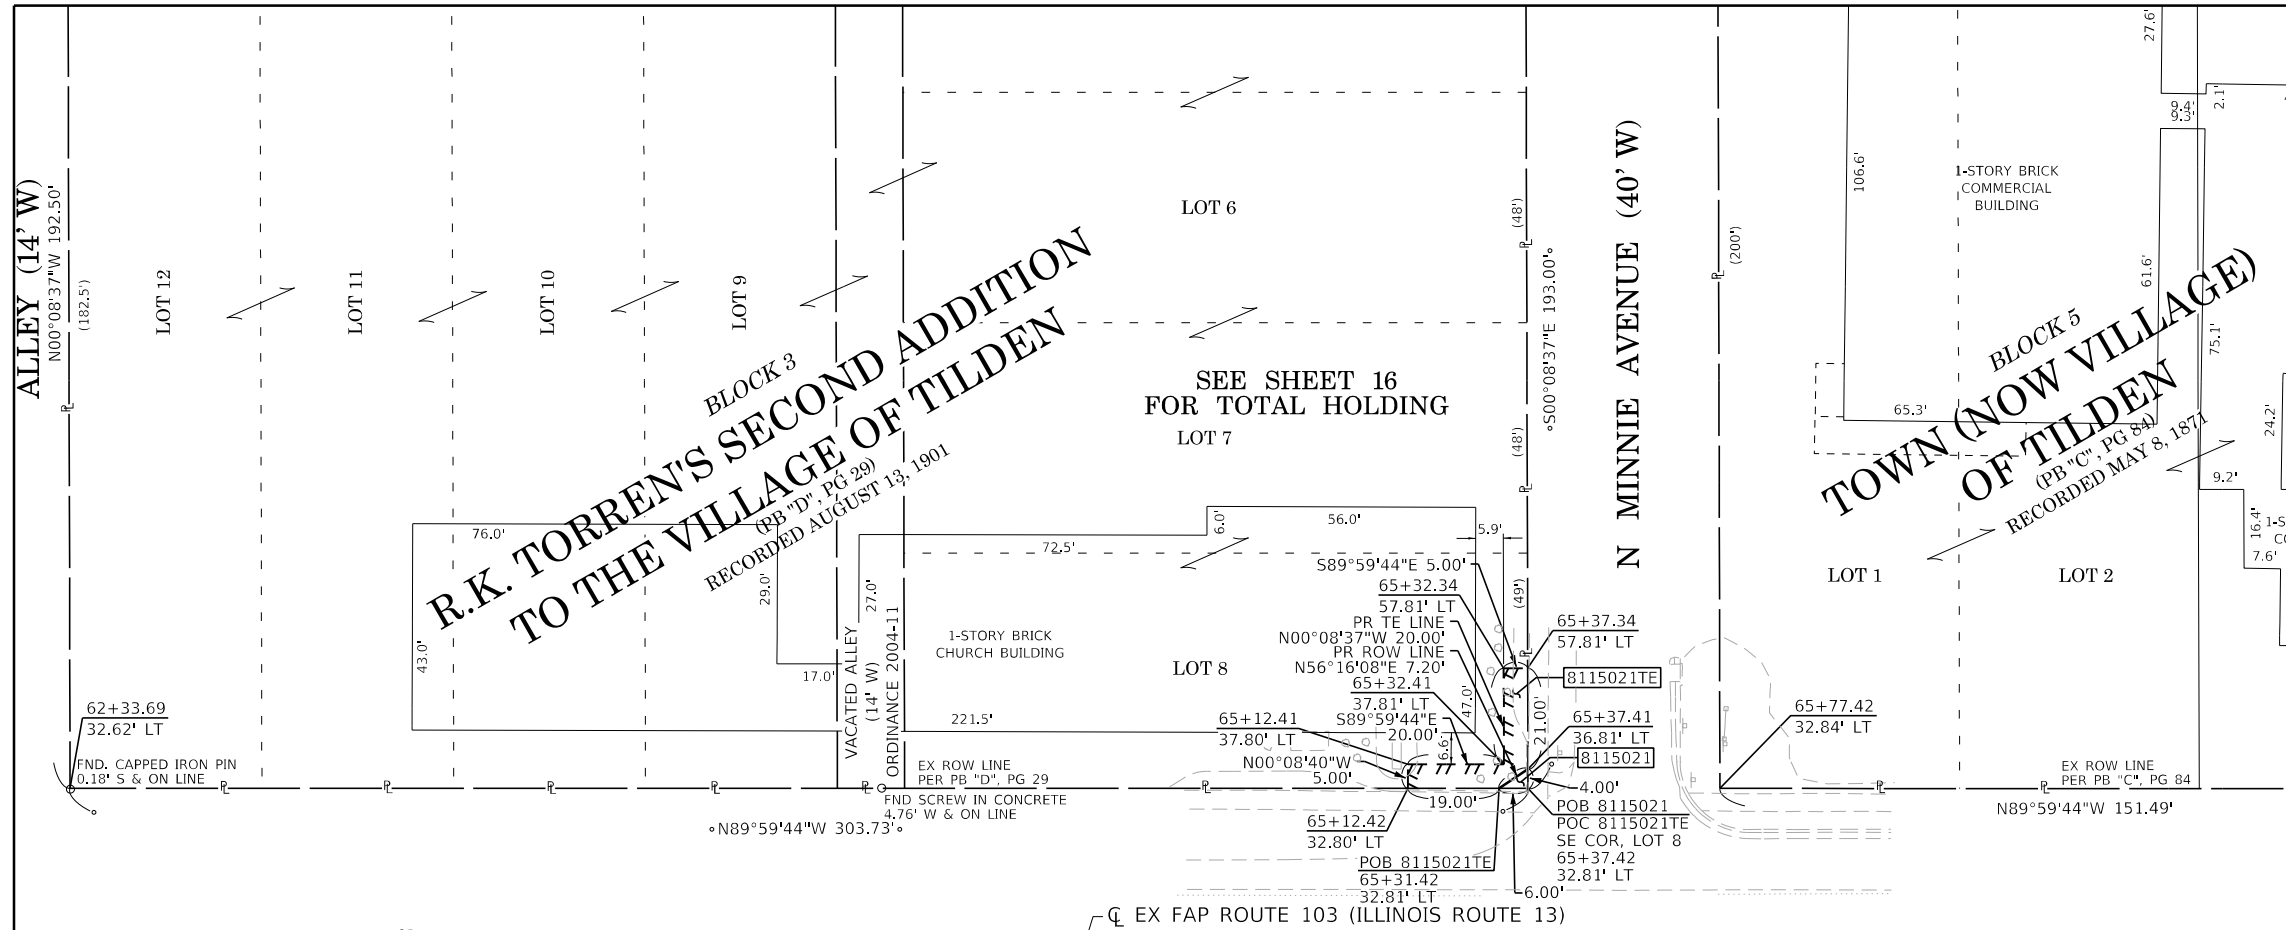 ALLEY (14' W)
N00°08'37"W 192.50'
(182.5')
LOT 12
LOT 11
LOT 10
LOT 9
BLOCK 3
R.K. TORREN'S SECOND ADDITION
TO THE VILLAGE OF TILDEN
(PB "D", PG 29)
RECORDED AUGUST 13, 1901
76.0'
29.0'
43.0'
17.0'
27.0'
VACATED ALLEY
(14' W)
ORDINANCE 2004-11
62+33.69
32.62' LT
FND. CAPPED IRON PIN
0.18' S & ON LINE
N89°59'44"W 303.73'
EX ROW LINE
PER PB "D", PG 29
FND SCREW IN CONCRETE
4.76' W & ON LINE
LOT 6
SEE SHEET 16
FOR TOTAL HOLDING
LOT 7
72.5'
6.0'
56.0'
5.9'
1-STORY BRICK
CHURCH BUILDING
LOT 8
221.5'
47.0'
6.6'
(48')
(48')
(49')
S00°08'37"E 193.00'
S89°59'44"E 5.00'
65+32.34
57.81' LT
PR TE LINE
N00°08'37"W 20.00'
PR ROW LINE
N56°16'08"E 7.20'
65+32.41
37.81' LT
S89°59'44"E
20.00'
65+12.41
37.80' LT
N00°08'40"W
5.00'
19.00'
65+12.42
32.80' LT
POB 8115021TE
65+31.42
32.81' LT
6.00'
65+37.34
57.81' LT
8115021TE
21.00'
65+37.41
36.81' LT
8115021
4.00'
POB 8115021
POC 8115021TE
SE COR, LOT 8
65+37.42
32.81' LT
N MINNIE AVENUE (40' W)
(200')
65+77.42
32.84' LT
106.6'
1-STORY BRICK
COMMERCIAL
BUILDING
27.6'
9.4'
9.3'
2.1'
61.6'
75.1'
65.3'
BLOCK 5
TOWN (NOW VILLAGE)
OF TILDEN
(PB "C", PG 84)
RECORDED MAY 8, 1871
9.2'
24.2'
16.4'
7.6'
1-S
CO
LOT 1
LOT 2
EX ROW LINE
PER PB "C", PG 84
N89°59'44"W 151.49'
℄ EX FAP ROUTE 103 (ILLINOIS ROUTE 13)